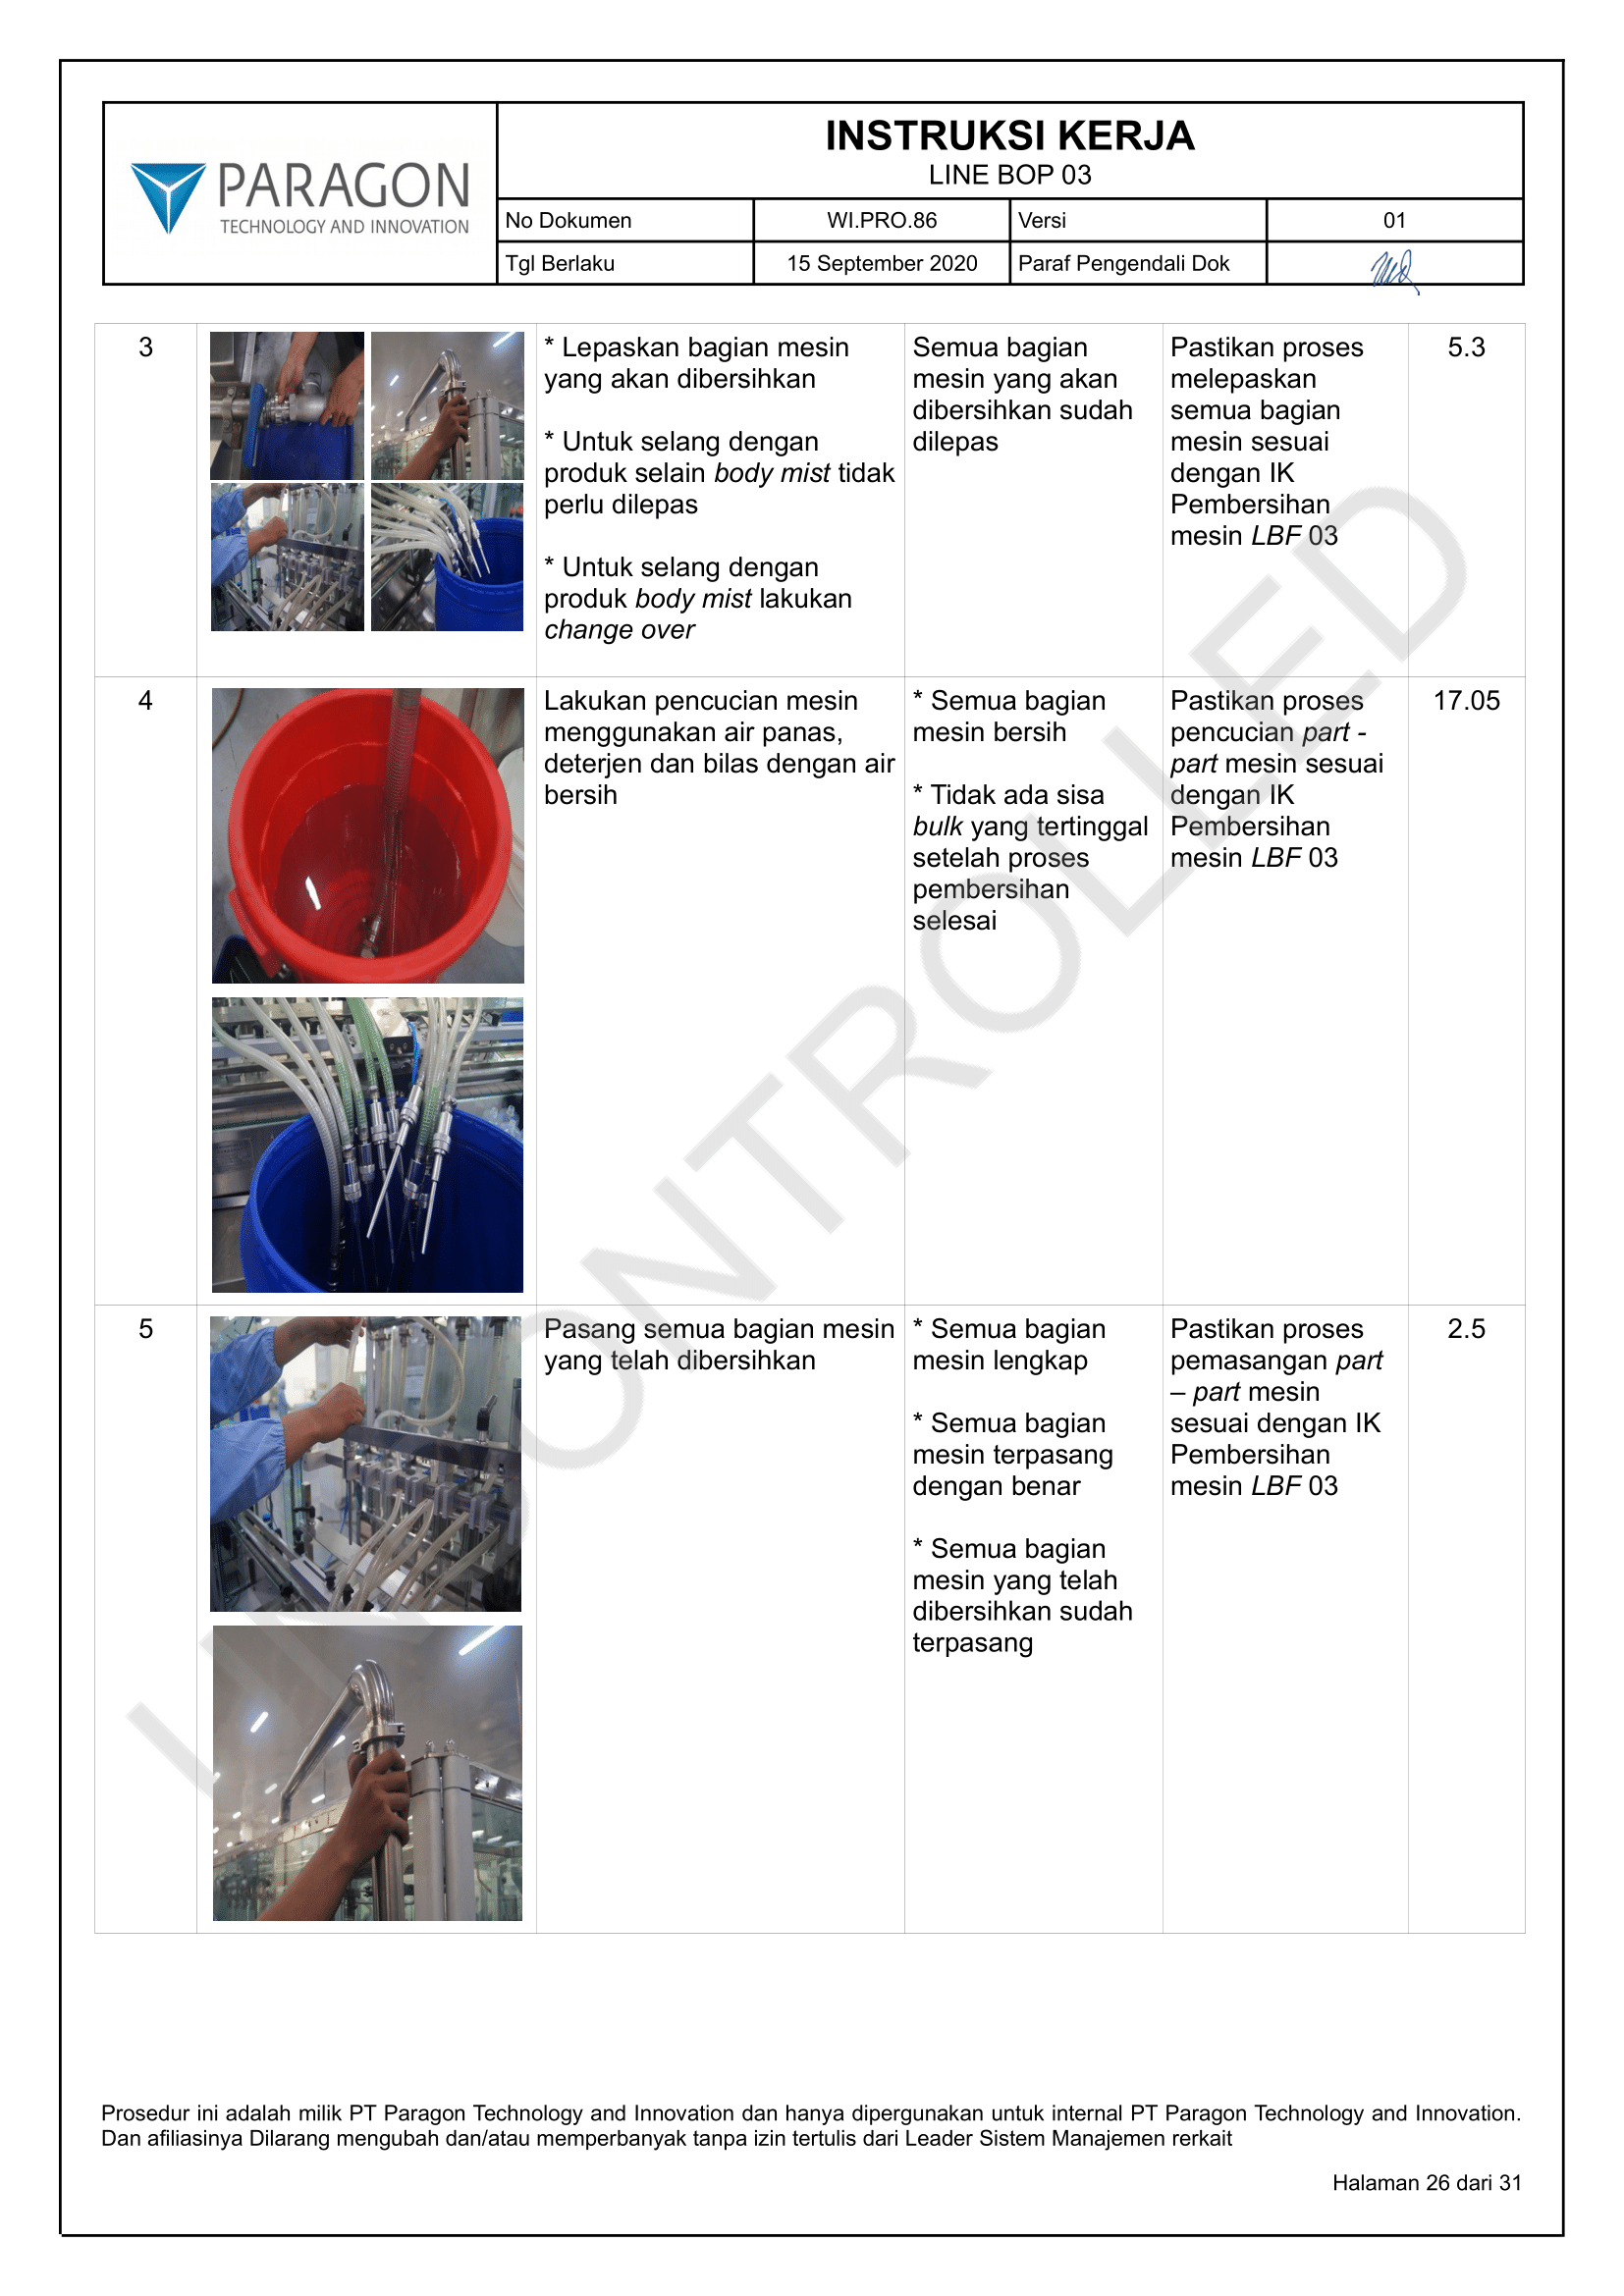 PARAGON
TECHNOLOGY AND INNOVATION
INSTRUKSI KERJA
LINE BOP 03
No Dokumen WI.PRO.86 Versi 01
Tgl Berlaku 15 September 2020 Paraf Pengendali Dok
3
* Lepaskan bagian mesin
yang akan dibersihkan
* Untuk selang dengan
produk selain body mist tidak
perlu dilepas
* Untuk selang dengan
produk body mist lakukan
change over
Semua bagian
mesin yang akan
dibersihkan sudah
dilepas
Pastikan proses
melepaskan
semua bagian
mesin sesuai
dengan IK
Pembersihan
mesin LBF 03
5.3
4
Lakukan pencucian mesin
menggunakan air panas,
deterjen dan bilas dengan air
bersih
* Semua bagian
mesin bersih
* Tidak ada sisa
bulk yang tertinggal
setelah proses
pembersihan
selesai
Pastikan proses
pencucian part -
part mesin sesuai
dengan IK
Pembersihan
mesin LBF 03
17.05
5
Pasang semua bagian mesin
yang telah dibersihkan
* Semua bagian
mesin lengkap
* Semua bagian
mesin terpasang
dengan benar
* Semua bagian
mesin yang telah
dibersihkan sudah
terpasang
Pastikan proses
pemasangan part
– part mesin
sesuai dengan IK
Pembersihan
mesin LBF 03
2.5
UNCONTROLLED
Prosedur ini adalah milik PT Paragon Technology and Innovation dan hanya dipergunakan untuk internal PT Paragon Technology and Innovation.
Dan afiliasinya Dilarang mengubah dan/atau memperbanyak tanpa izin tertulis dari Leader Sistem Manajemen rerkait
Halaman 26 dari 31